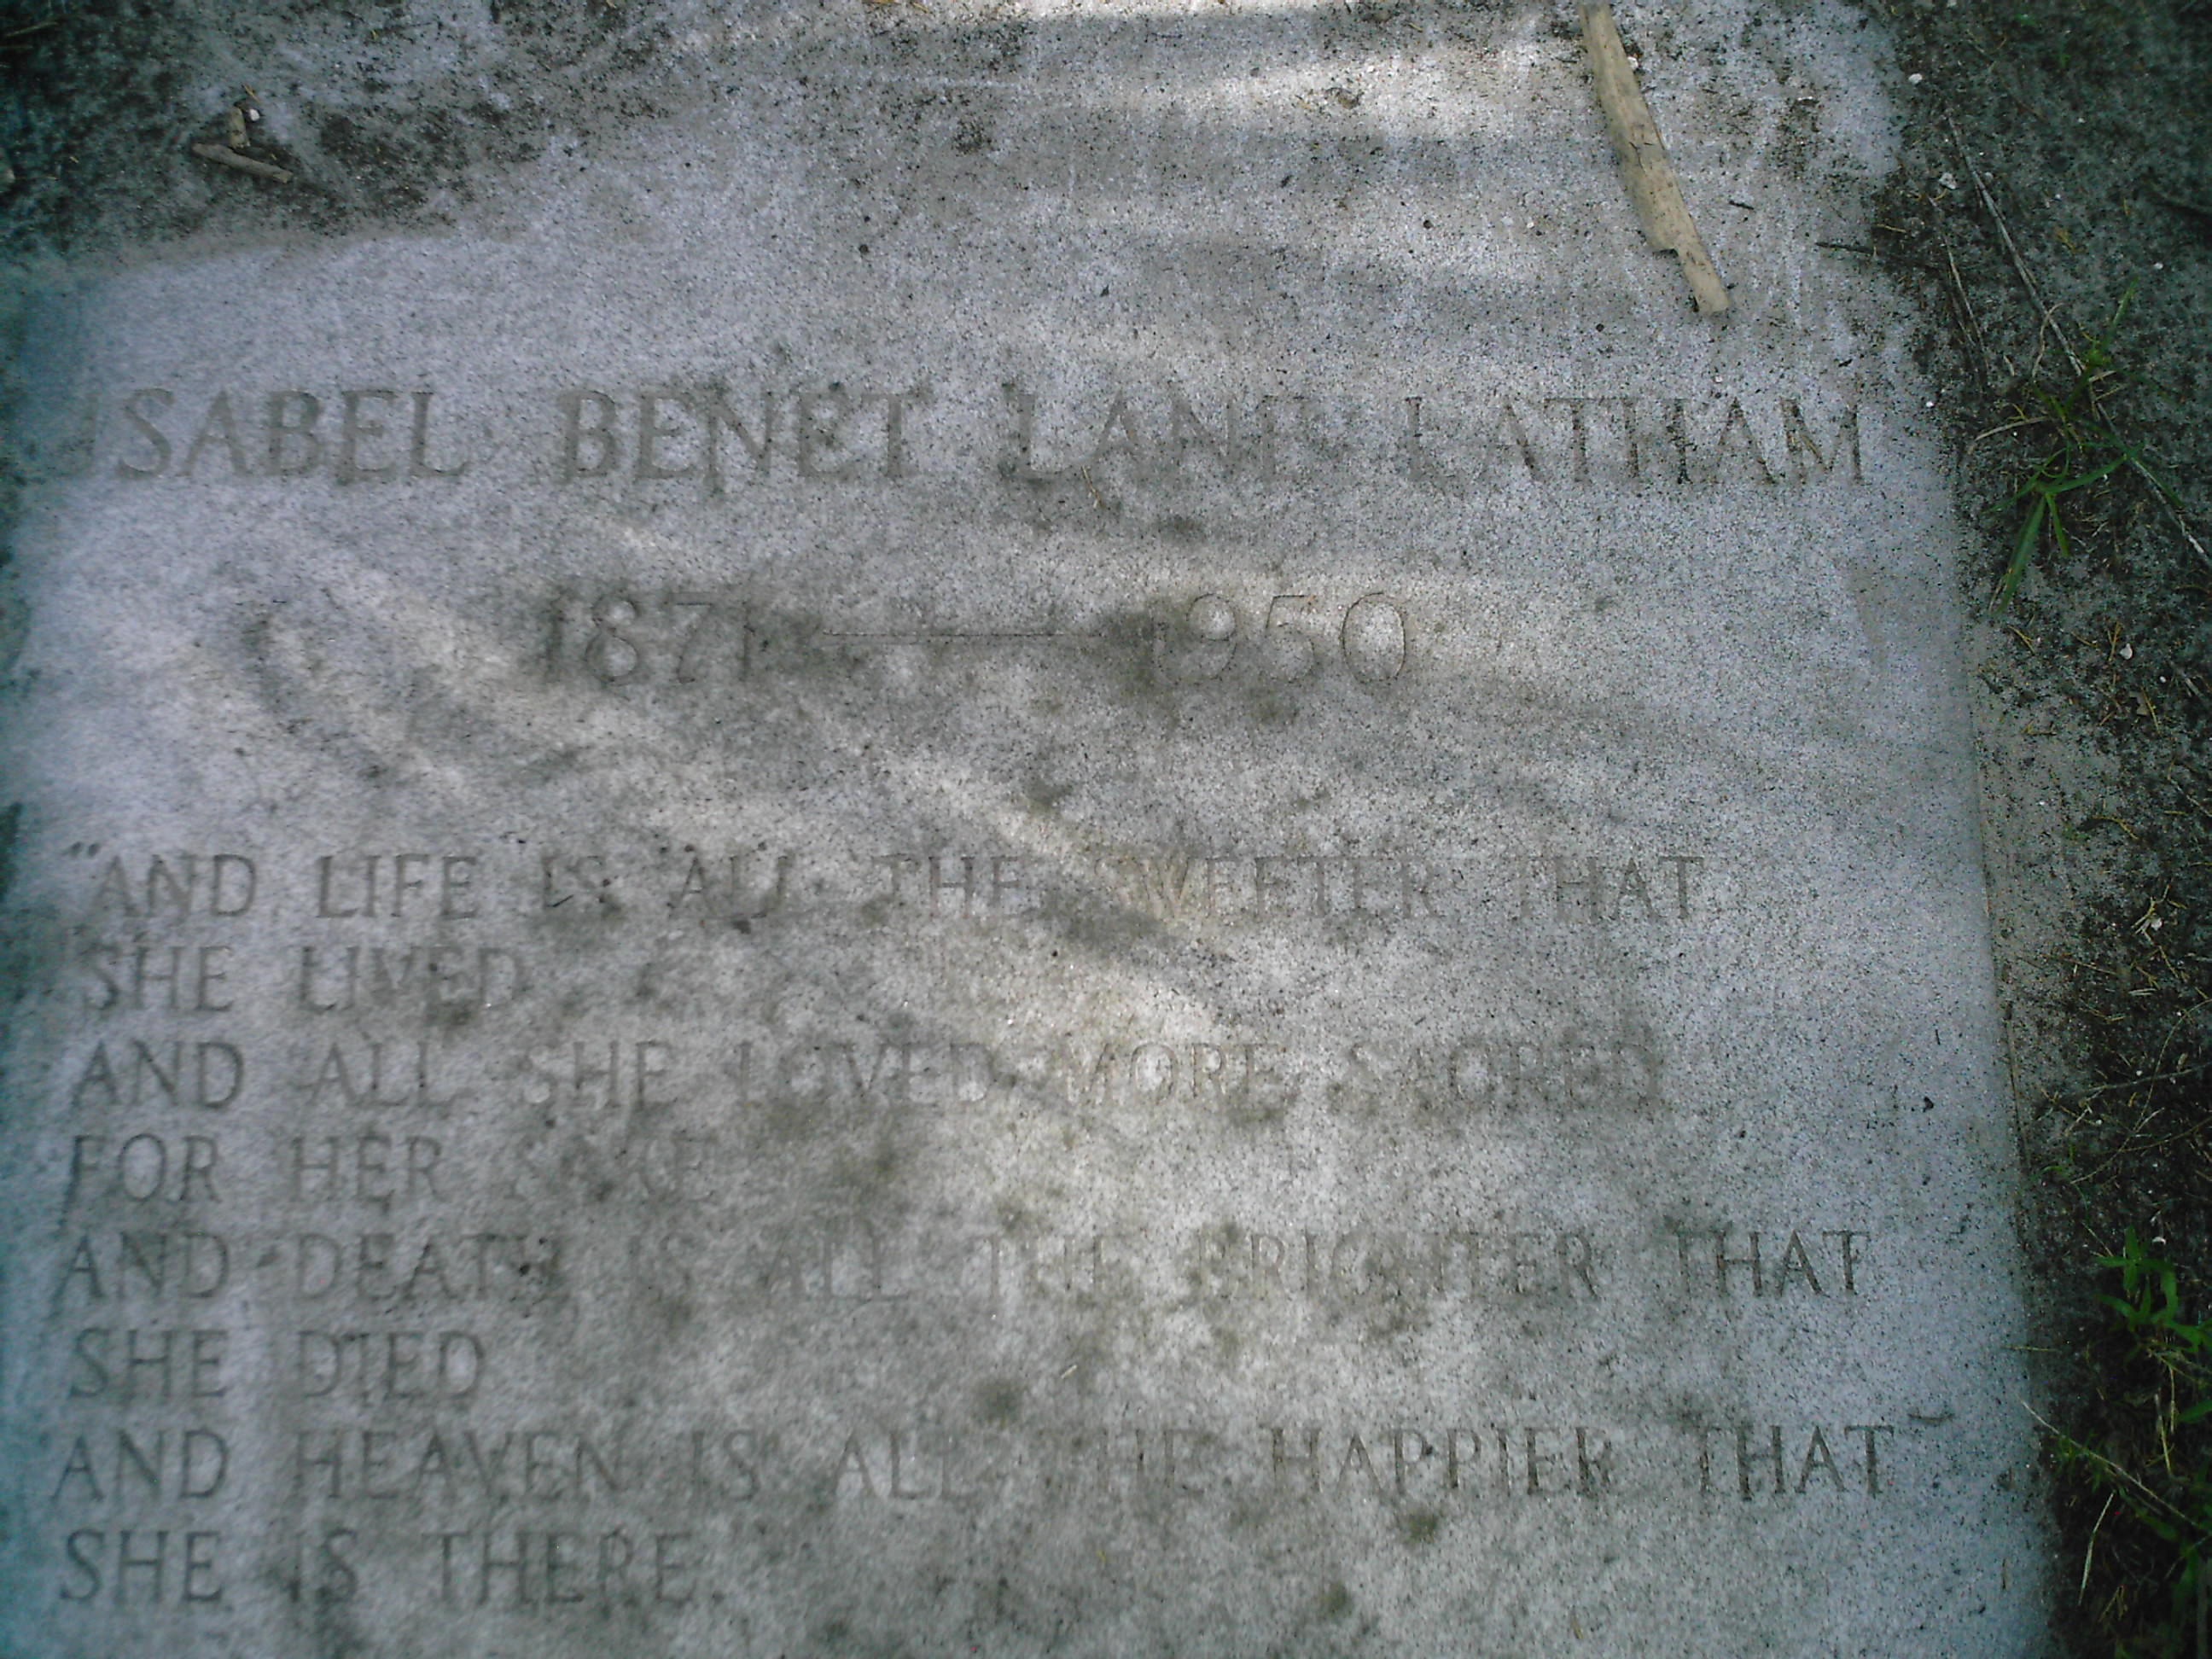 ISABEL BENET LANE LATHAM
1871 — 1950
"AND LIFE IS ALL THE SWEETER THAT
SHE LIVED
AND ALL SHE LOVED MORE SACRED
FOR HER SAKE
AND DEATH IS ALL THE BRIGHTER THAT
SHE DIED
AND HEAVEN IS ALL THE HAPPIER THAT
SHE IS THERE.